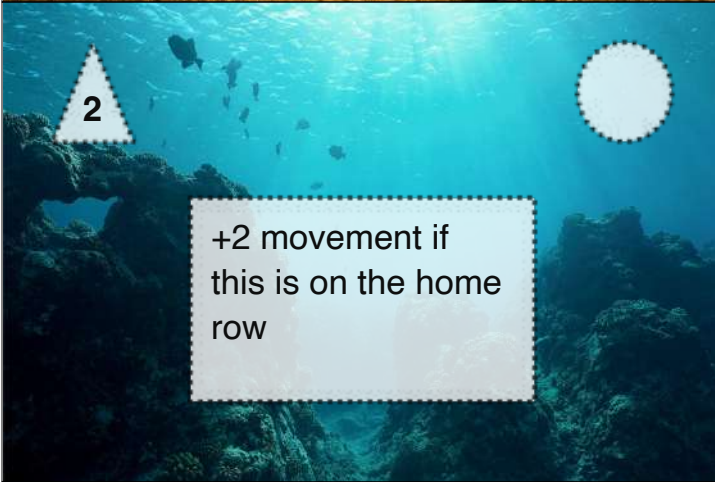 2
+2 movement if
this is on the home
row